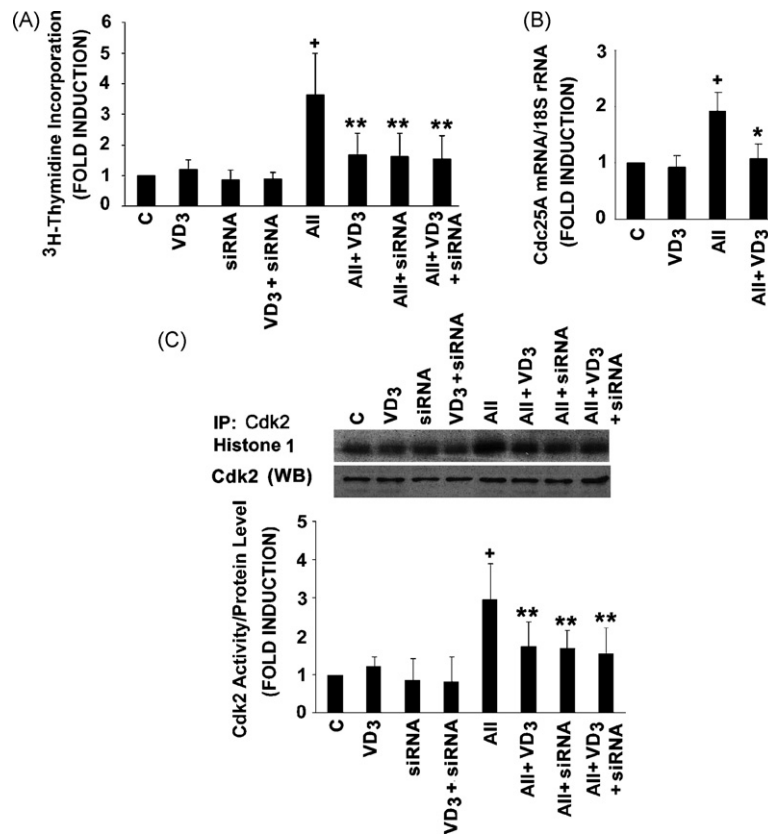 (A)
³H-Thymidine Incorporation
(FOLD INDUCTION)
6
5
4
3
2
1
0
+
**
**
**
C
VD3
siRNA
VD3 + siRNA
AII
AII+ VD3
AII+ siRNA
AII+ VD3
+ siRNA
(B)
Cdc25A mRNA/18S rRNA
(FOLD INDUCTION)
3
2
1
0
+
*
C
VD3
AII
AII+ VD3
(C)
C
VD3
siRNA
VD3 + siRNA
AII
AII + VD3
AII + siRNA
AII + VD3
+ siRNA
IP: Cdk2
Histone 1
Cdk2 (WB)
Cdk2 Activity/Protein Level
(FOLD INDUCTION)
5
4
3
2
1
0
+
**
**
**
C
VD3
siRNA
VD3 + siRNA
AII
AII+ VD3
AII+ siRNA
AII+ VD3
+ siRNA